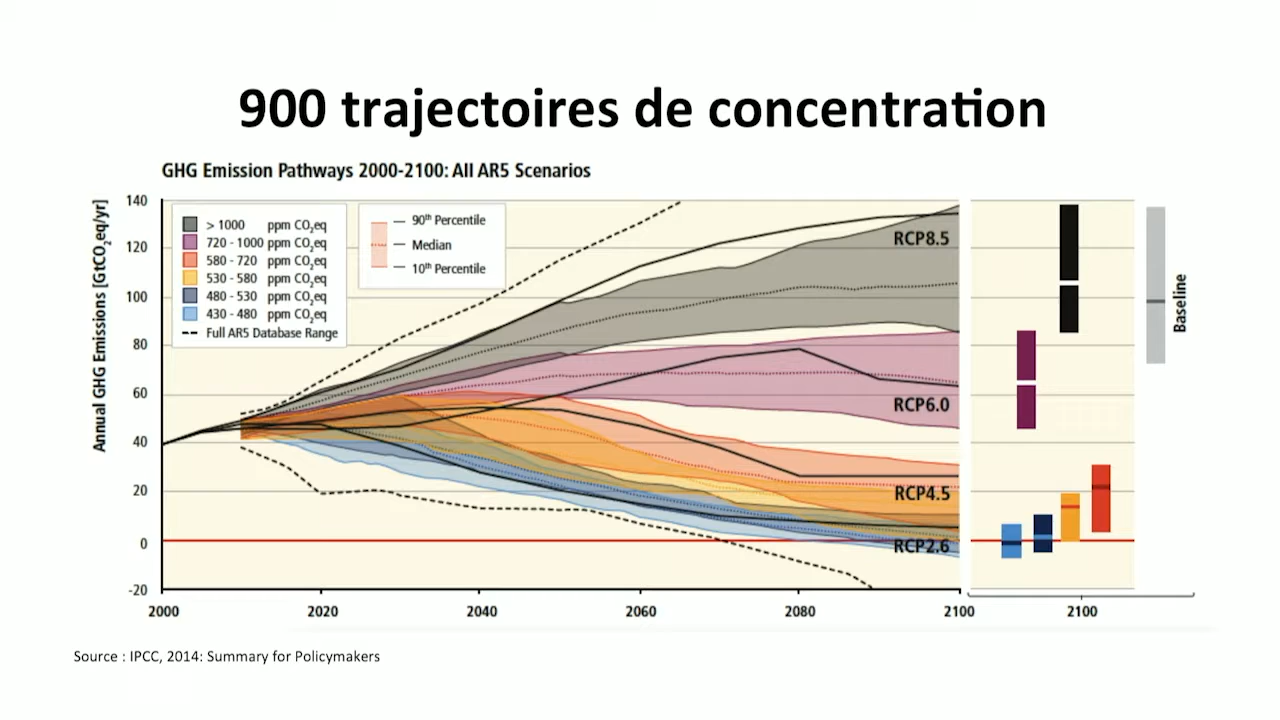 900 trajectoires de concentration
GHG Emission Pathways 2000-2100: All AR5 Scenarios
Annual GHG Emissions [GtCO₂eq/yr]
140
120
100
80
60
40
20
0
-20
> 1000 ppm CO₂eq
720 - 1000 ppm CO₂eq
580 - 720 ppm CO₂eq
530 - 580 ppm CO₂eq
480 - 530 ppm CO₂eq
430 - 480 ppm CO₂eq
Full AR5 Database Range
90th Percentile
Median
10th Percentile
RCP8.5
RCP6.0
RCP4.5
RCP2.6
Baseline
2000 2020 2040 2060 2080 2100 2100
Source : IPCC, 2014: Summary for Policymakers